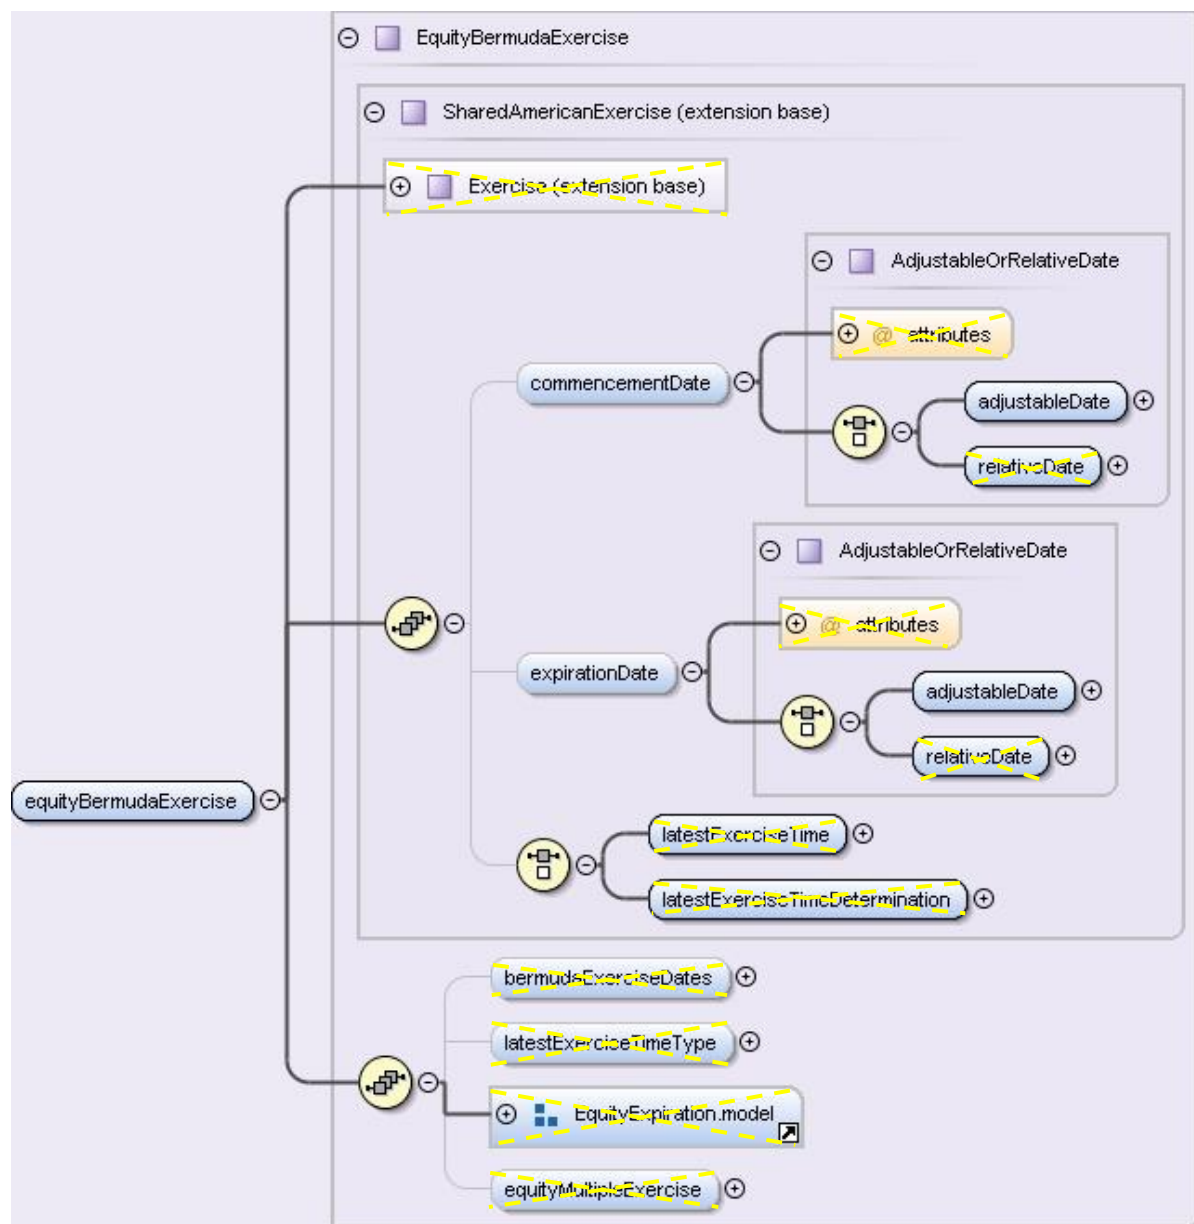 EquityBermudaExercise
SharedAmericanExercise (extension base)
Exercise (extension base)
AdjustableOrRelativeDate
@ attributes
commencementDate
adjustableDate
relativeDate
AdjustableOrRelativeDate
@ attributes
expirationDate
adjustableDate
relativeDate
equityBermudaExercise
latestExerciseTime
latestExerciseTimeDetermination
bermudaExerciseDates
latestExerciseTimeType
EquityExpiration.model
equityMultipleExercise